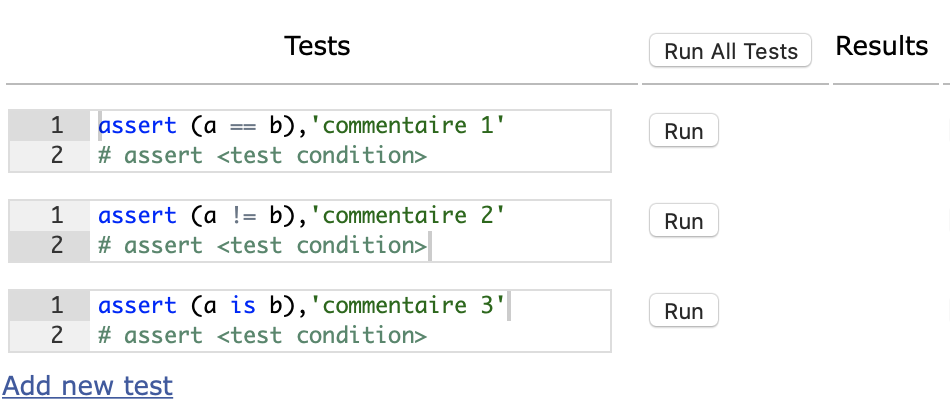 Tests Run All Tests Results
1 assert (a == b),'commentaire 1' Run
2 # assert <test condition>
1 assert (a != b),'commentaire 2' Run
2 # assert <test condition>
1 assert (a is b),'commentaire 3' Run
2 # assert <test condition>
Add new test